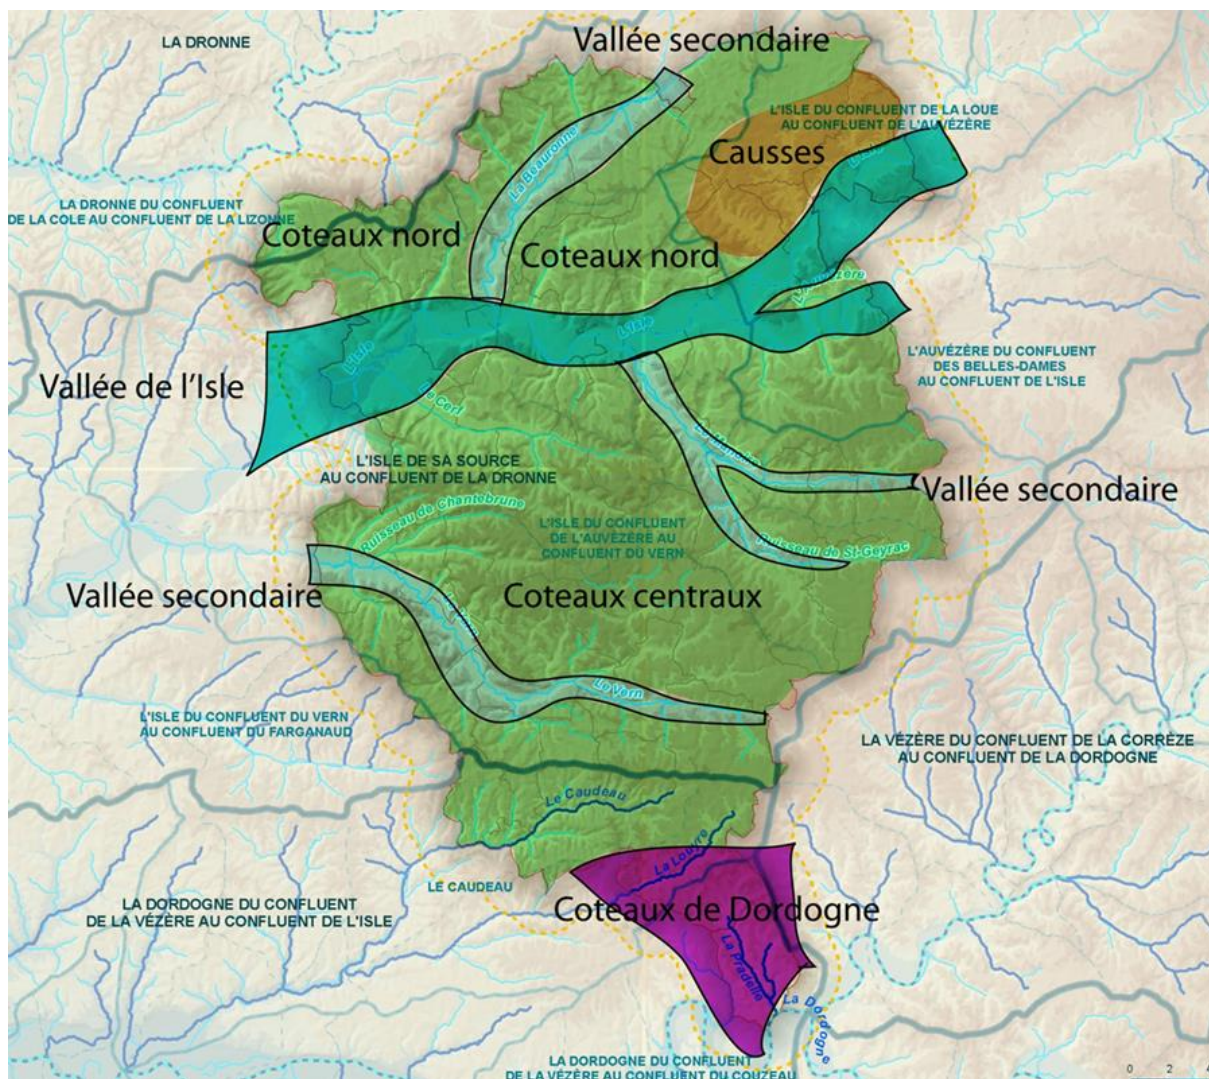 Vallée secondaire
LA DRONNE
L'ISLE DU CONFLUENT DE LA LOUE
AU CONFLUENT DE L'AUVÉZÈRE
Causses
La Beauronne
LA DRONNE DU CONFLUENT
DE LA COLE AU CONFLUENT DE LA LIZONNE
Coteaux nord
Coteaux nord
L'Auvézère
L'Isle
L'Isle
L'AUVÉZÈRE DU CONFLUENT
DES BELLES-DAMES
AU CONFLUENT DE L'ISLE
Vallée de l'Isle
Le Cerf
L'ISLE DE SA SOURCE
AU CONFLUENT DE LA DRONNE
Vallée secondaire
Ruisseau de Chantebrune
L'ISLE DU CONFLUENT
DE L'AUVÉZÈRE AU
CONFLUENT DU VERN
Ruisseau de St-Geyrac
Vallée secondaire
Coteaux centraux
Le Vern
Le Vern
L'ISLE DU CONFLUENT DU VERN
AU CONFLUENT DU FARGANAUD
LA VÉZÈRE DU CONFLUENT DE LA CORRÈZE
AU CONFLUENT DE LA DORDOGNE
Le Caudeau
La Louyre
LE CAUDEAU
LA DORDOGNE DU CONFLUENT
DE LA VÉZÈRE AU CONFLUENT DE L'ISLE
Coteaux de Dordogne
La Pradelle
La Dordogne
LA DORDOGNE DU CONFLUENT
DE LA VÉZÈRE AU CONFLUENT DU COUZEAU
0 2 4